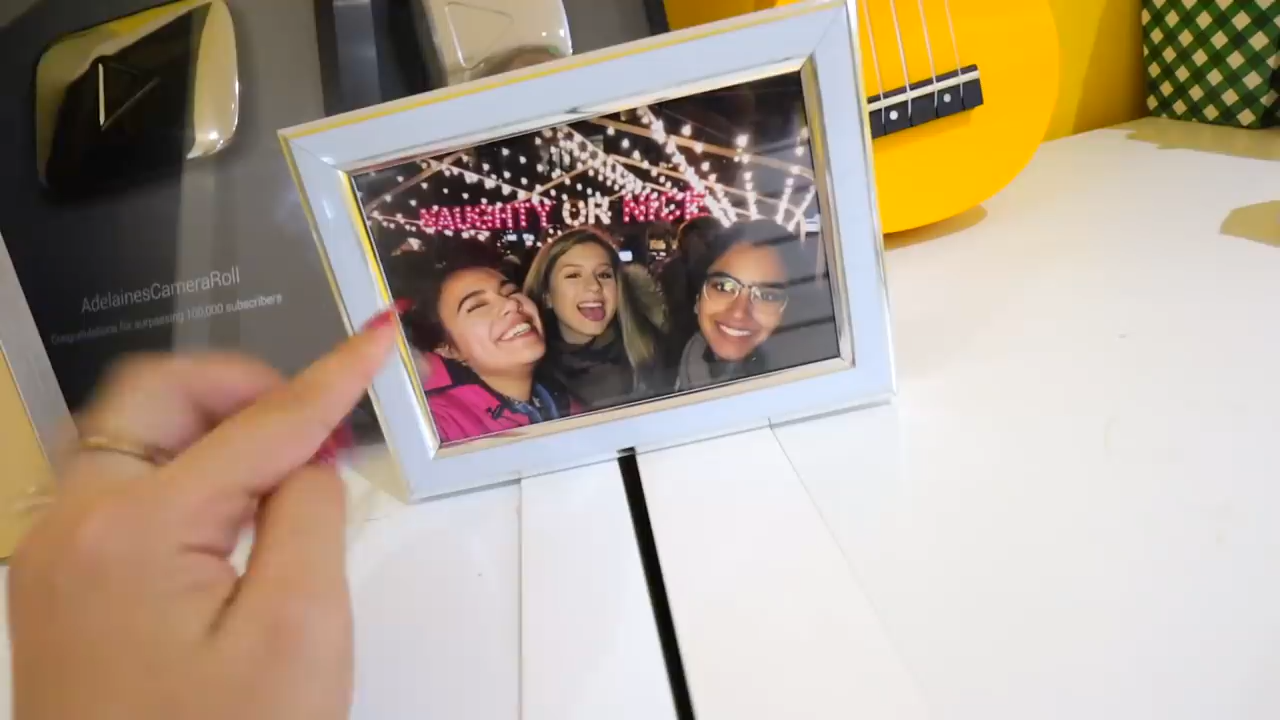 NAUGHTY OR NICE
AdelainesCameraRoll
Congratulations for surpassing 100,000 subscribers